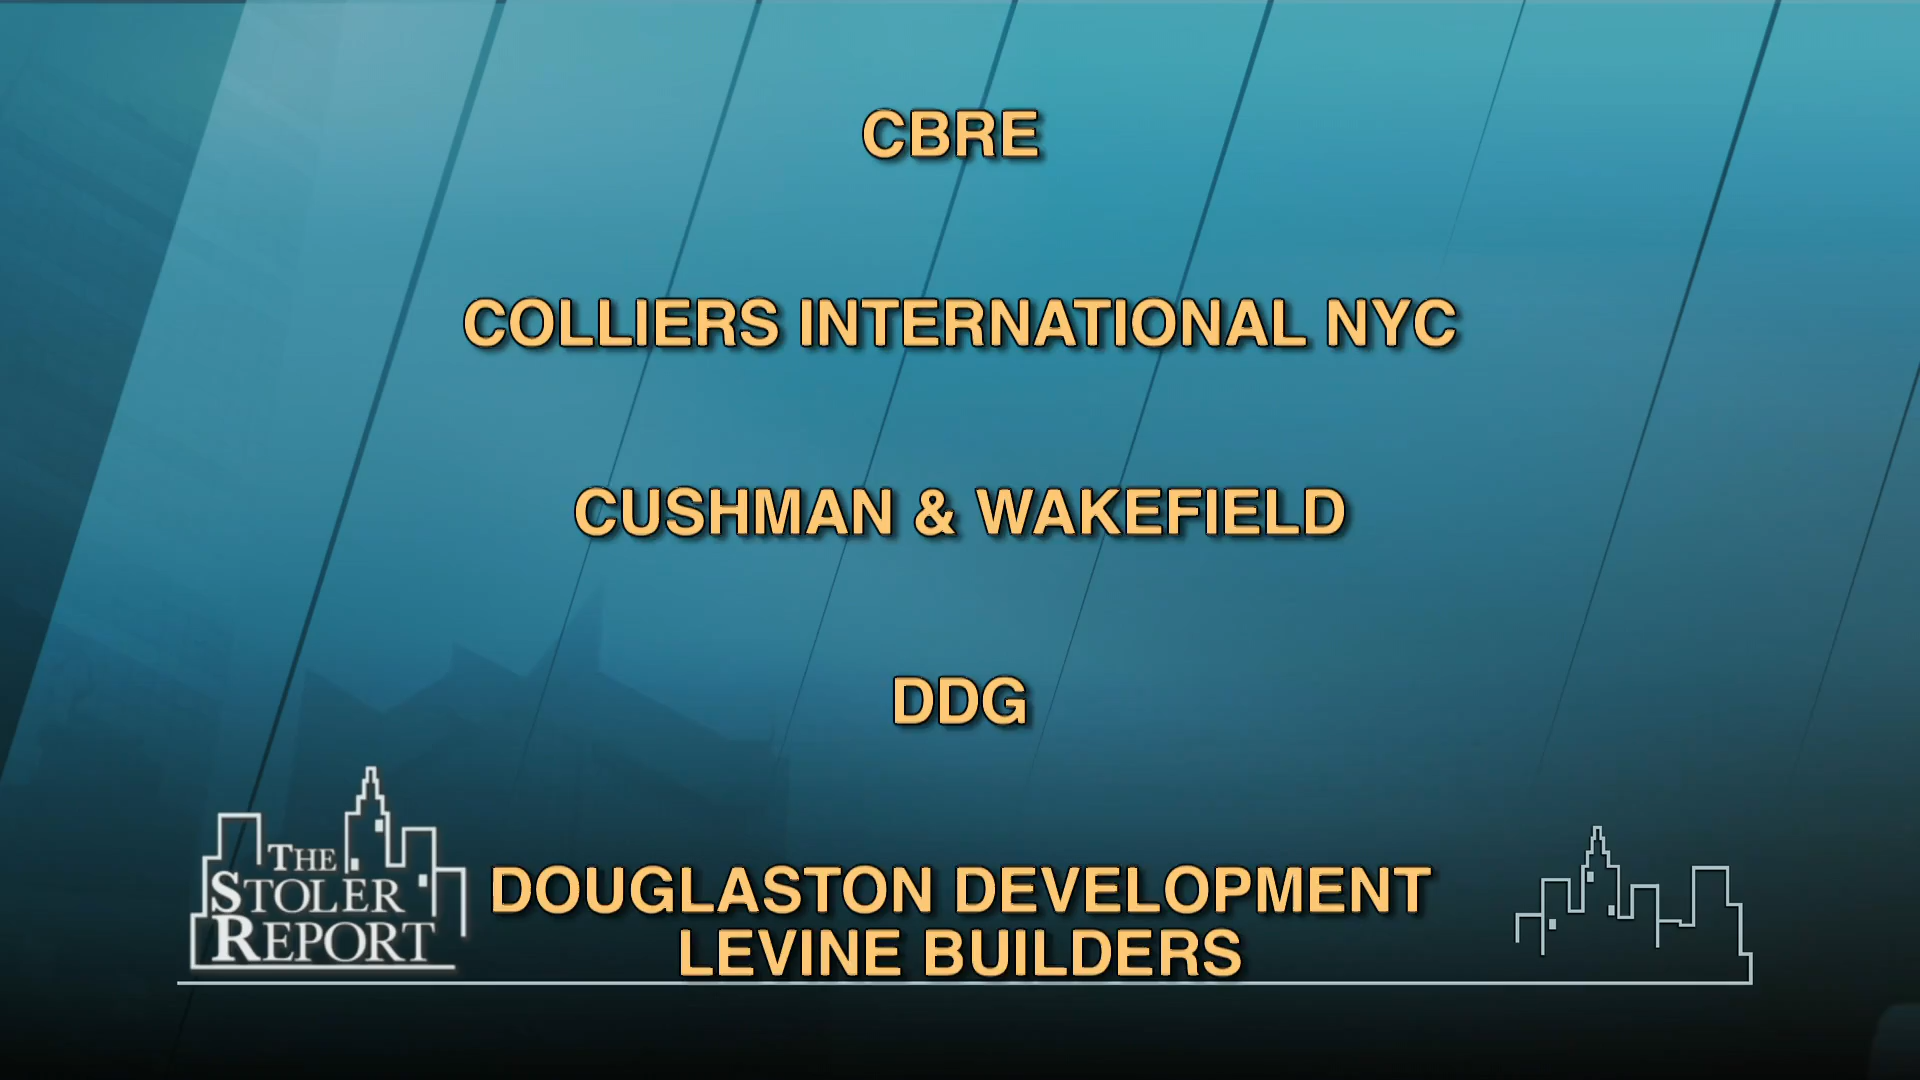 CBRE
COLLIERS INTERNATIONAL NYC
CUSHMAN & WAKEFIELD
DDG
DOUGLASTON DEVELOPMENT
LEVINE BUILDERS
THE
STOLER
REPORT